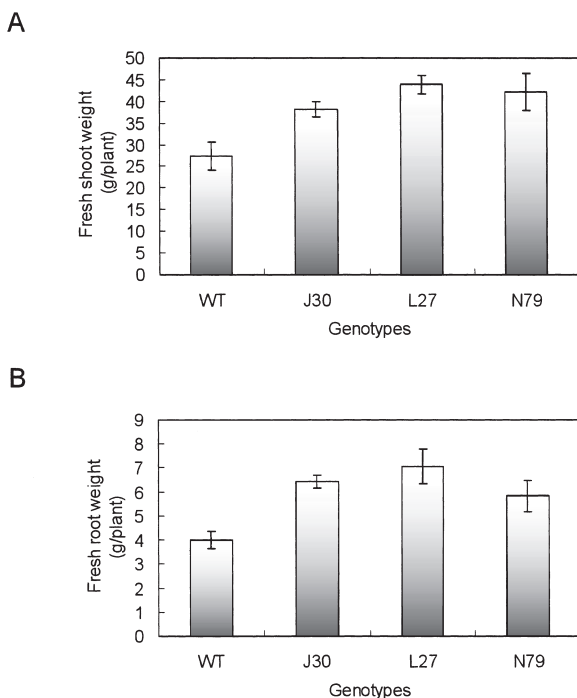 A
Fresh shoot weight
(g/plant)
50
45
40
35
30
25
20
15
10
5
0
WT J30 L27 N79
Genotypes
B
Fresh root weight
(g/plant)
9
8
7
6
5
4
3
2
1
0
WT J30 L27 N79
Genotypes